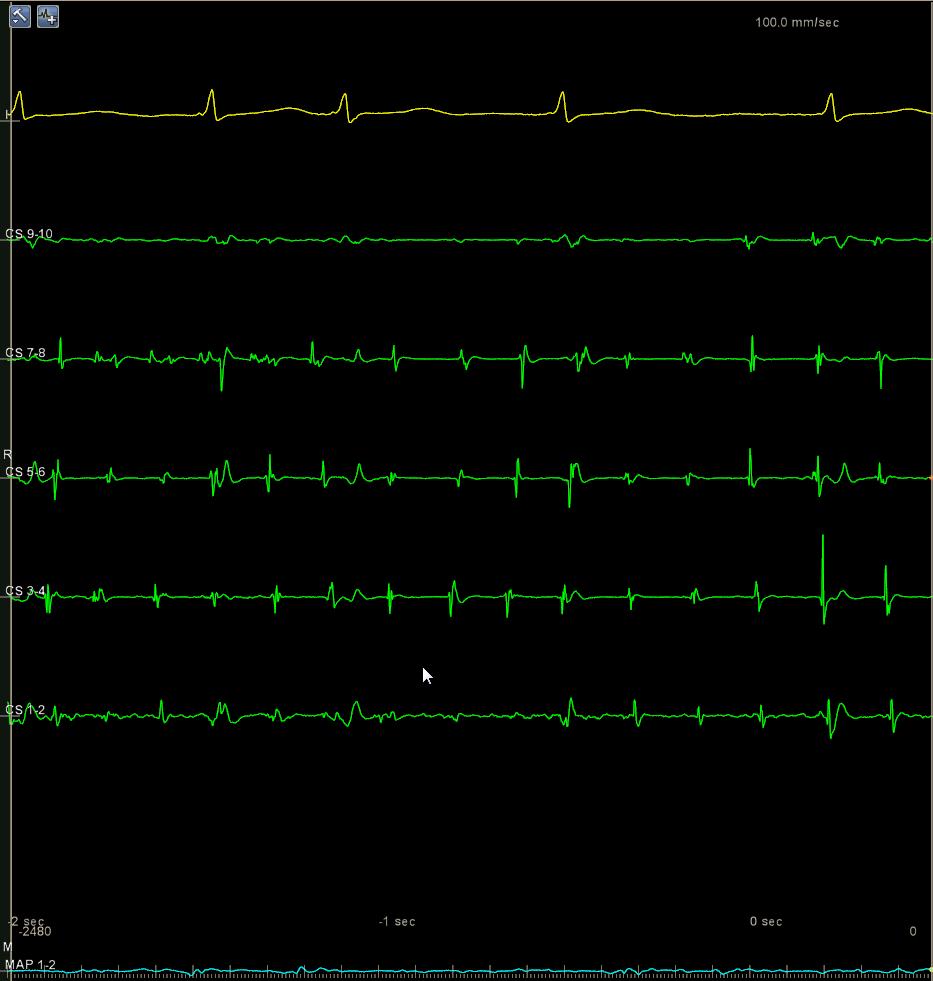 100.0 mm/sec
CS 9-10
CS 7-8
R
CS 5-6
CS 3-4
CS 1-2
-2 sec
-1 sec
0 sec
-2480
0
M
MAP 1-2